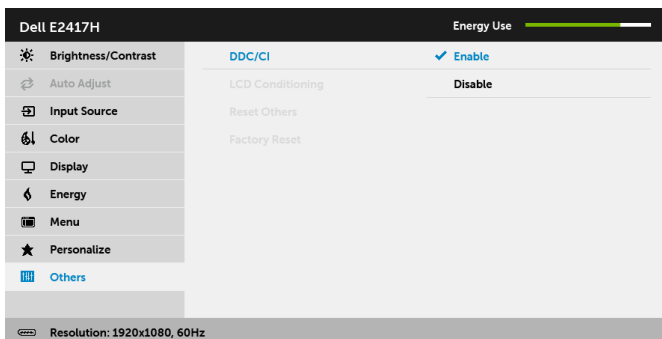 Dell E2417H
Energy Use
Brightness/Contrast
DDC/CI
Enable
Auto Adjust
LCD Conditioning
Disable
Input Source
Reset Others
Color
Factory Reset
Display
Energy
Menu
Personalize
Others
Resolution: 1920x1080, 60Hz